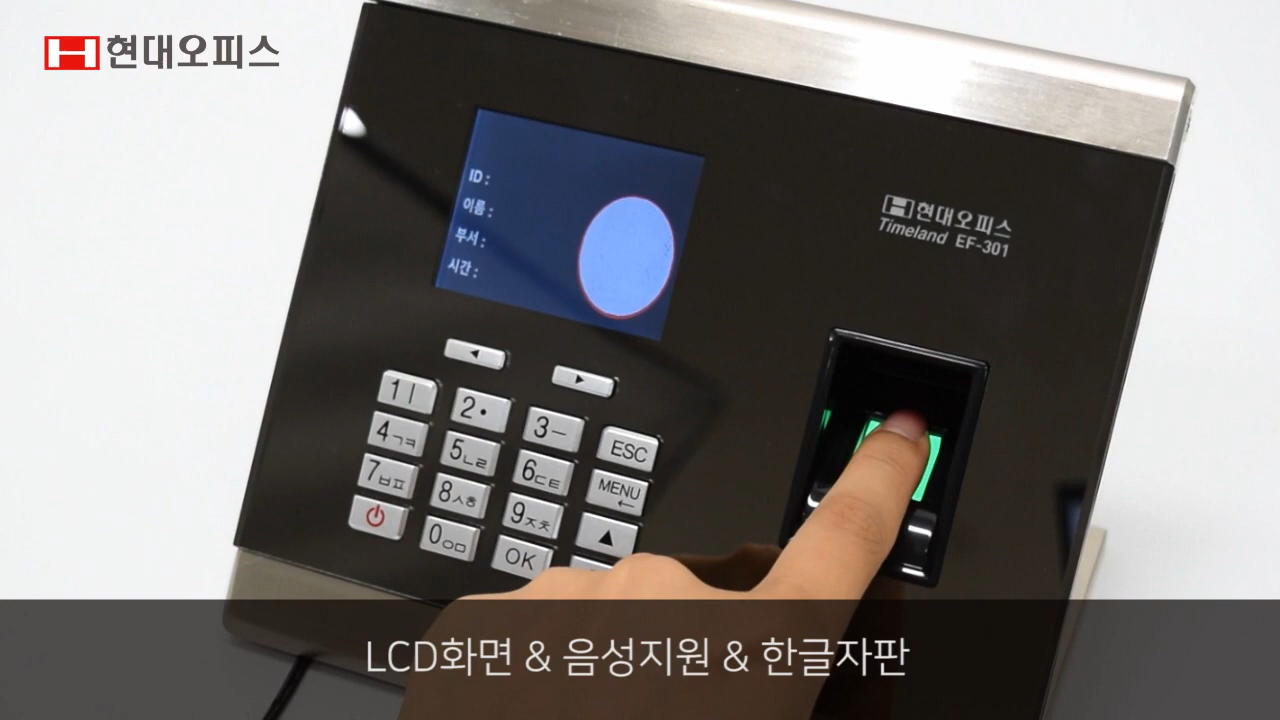 현대오피스
ID :
이름 :
부서 :
시간 :
현대오피스
Timeland EF-301
◀ ▶
1ㅣ 2• 3ㅡ ESC
4ㄱㅋ 5ㄴㄹ 6ㄷㅌ MENU ←
7ㅂㅍ 8ㅅㅎ 9ㅈㅊ ▲
0ㅇㅁ OK
LCD화면 & 음성지원 & 한글자판